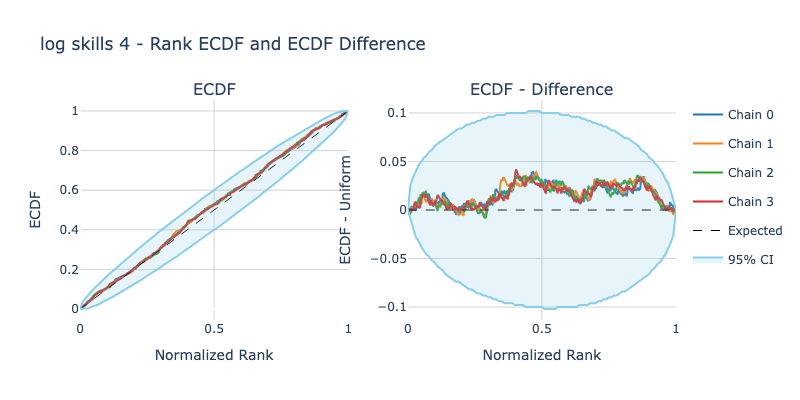 log skills 4 - Rank ECDF and ECDF Difference
ECDF
ECDF - Difference
ECDF
1
0.8
0.6
0.4
0.2
0
0
0.5
1
Normalized Rank
ECDF - Uniform
0.1
0.05
0
−0.05
−0.1
0
0.5
1
Normalized Rank
Chain 0
Chain 1
Chain 2
Chain 3
Expected
95% CI